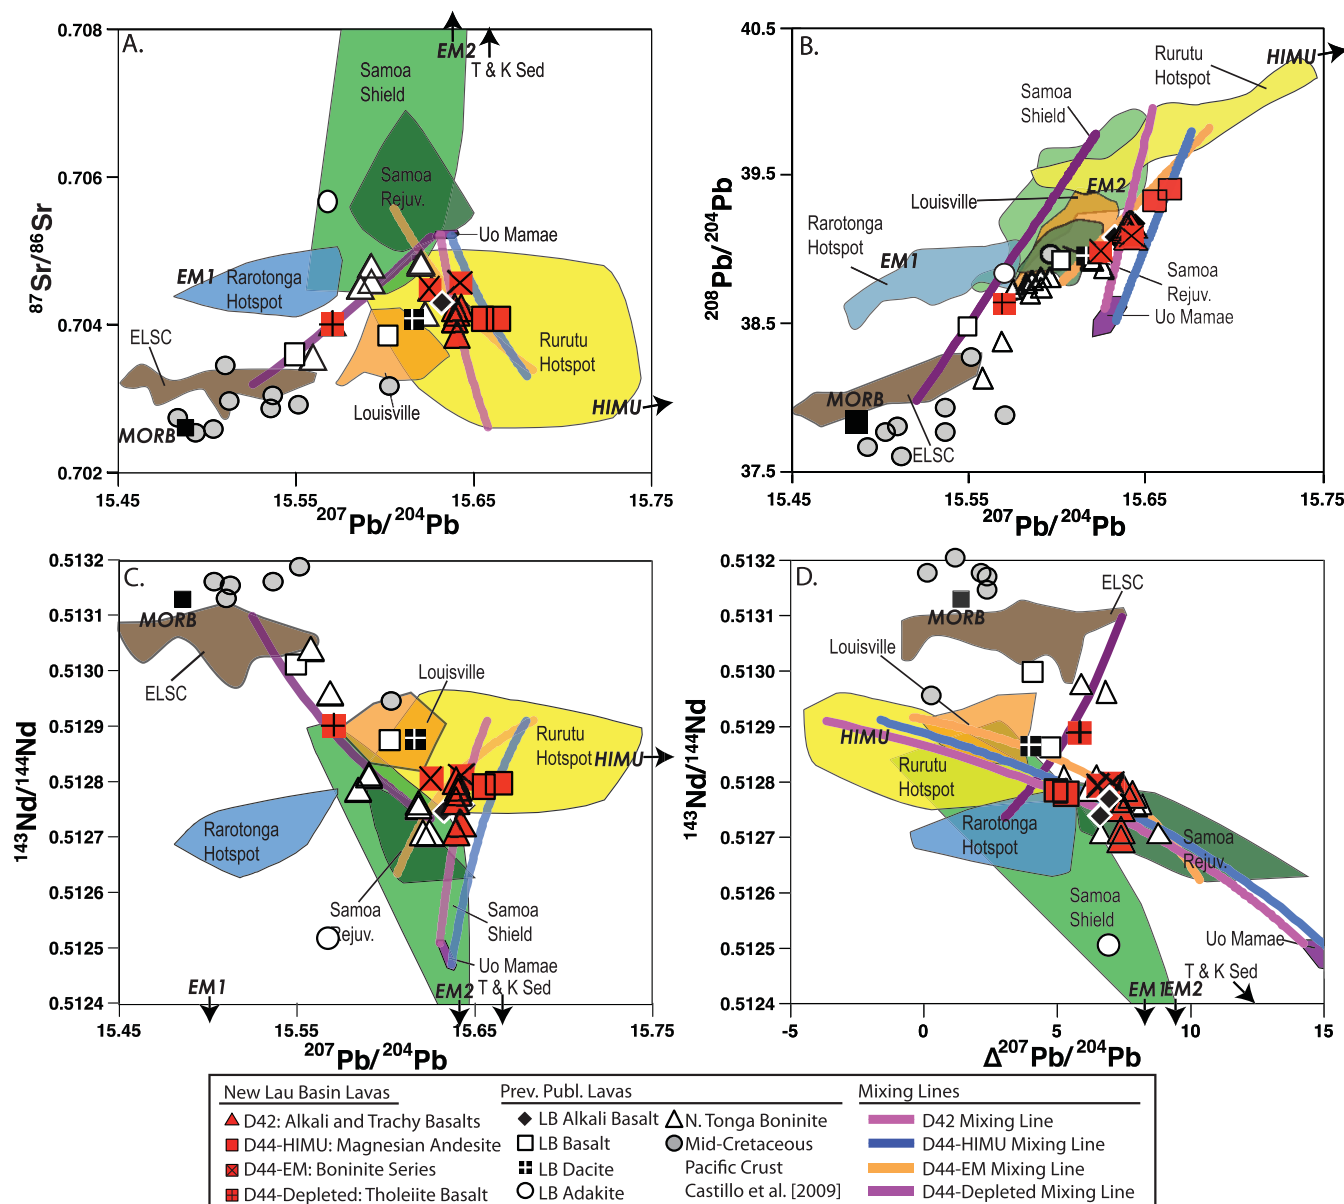 A.
0.708
0.706
0.704
0.702
87Sr/86Sr
EM2
T & K Sed
Samoa
Shield
Samoa
Rejuv.
Uo Mamae
EM1
Rarotonga
Hotspot
ELSC
Rurutu
Hotspot
HIMU
Louisville
MORB
15.45
15.55
15.65
15.75
207Pb/204Pb
B.
40.5
39.5
38.5
37.5
208Pb/204Pb
HIMU
Rurutu
Hotspot
Samoa
Shield
EM2
Louisville
Rarotonga
Hotspot
EM1
Samoa
Rejuv.
Uo Mamae
MORB
ELSC
15.45
15.55
15.65
15.75
207Pb/204Pb
C.
0.5132
0.5131
0.5130
0.5129
0.5128
0.5127
0.5126
0.5125
0.5124
143Nd/144Nd
MORB
ELSC
Louisville
Rurutu
Hotspot
HIMU
Rarotonga
Hotspot
Samoa
Rejuv.
Samoa
Shield
Uo Mamae
EM1
EM2
T & K Sed
15.45
15.55
15.65
15.75
207Pb/204Pb
D.
0.5132
0.5131
0.5130
0.5129
0.5128
0.5127
0.5126
0.5125
0.5124
143Nd/144Nd
ELSC
MORB
Louisville
HIMU
Rurutu
Hotspot
Rarotonga
Hotspot
Samoa
Rejuv.
Samoa
Shield
Uo Mamae
T & K Sed
EM1
EM2
-5
0
5
10
15
Δ207Pb/204Pb
New Lau Basin Lavas
D42: Alkali and Trachy Basalts
D44-HIMU: Magnesian Andesite
D44-EM: Boninite Series
D44-Depleted: Tholeiite Basalt
Prev. Publ. Lavas
LB Alkali Basalt
LB Basalt
LB Dacite
LB Adakite
N. Tonga Boninite
Mid-Cretaceous
Pacific Crust
Castillo et al. [2009]
Mixing Lines
D42 Mixing Line
D44-HIMU Mixing Line
D44-EM Mixing Line
D44-Depleted Mixing Line